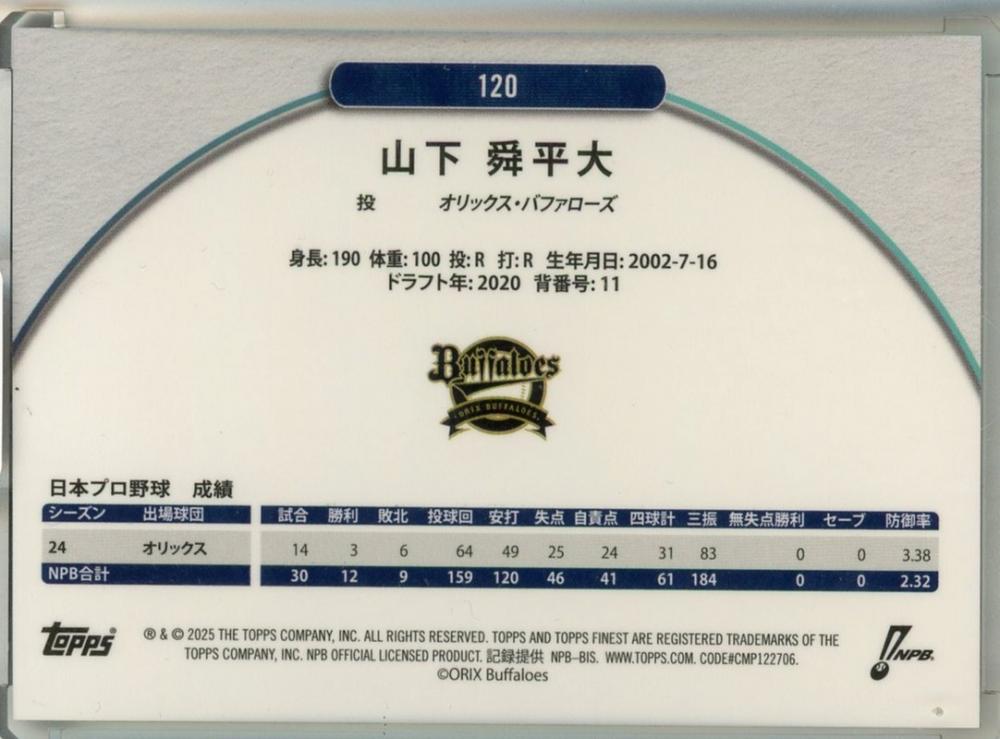 120
山下 舜平大
投 オリックス・バファローズ
身長: 190 体重: 100 投: R 打: R 生年月日: 2002-7-16
ドラフト年: 2020 背番号: 11
Buffaloes
ORIX BUFFALOES
日本プロ野球 成績
シーズン 出場球団 試合 勝利 敗北 投球回 安打 失点 自責点 四球計 三振 無失点勝利 セーブ 防御率
24 オリックス 14 3 6 64 49 25 24 31 83 0 0 3.38
NPB合計 30 12 9 159 120 46 41 61 184 0 0 2.32
topps®
® & © 2025 THE TOPPS COMPANY, INC. ALL RIGHTS RESERVED. TOPPS AND TOPPS FINEST ARE REGISTERED TRADEMARKS OF THE
TOPPS COMPANY, INC. NPB OFFICIAL LICENSED PRODUCT. 記録提供 NPB–BIS. WWW.TOPPS.COM. CODE#CMP122706.
©ORIX Buffaloes
NPB